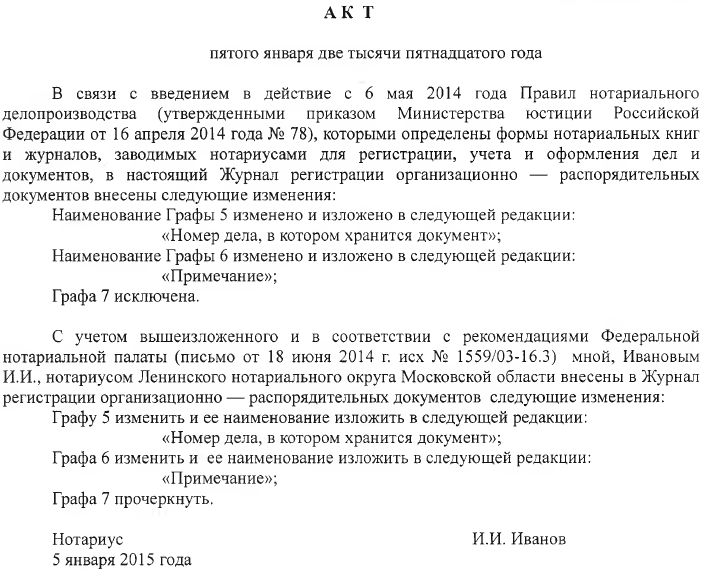 А К Т
пятого января две тысячи пятнадцатого года
В связи с введением в действие с 6 мая 2014 года Правил нотариального
делопроизводства (утвержденными приказом Министерства юстиции Российской
Федерации от 16 апреля 2014 года № 78), которыми определены формы нотариальных книг
и журналов, заводимых нотариусами для регистрации, учета и оформления дел и
документов, в настоящий Журнал регистрации организационно — распорядительных
документов внесены следующие изменения:
Наименование Графы 5 изменено и изложено в следующей редакции:
«Номер дела, в котором хранится документ»;
Наименование Графы 6 изменено и изложено в следующей редакции:
«Примечание»;
Графа 7 исключена.
С учетом вышеизложенного и в соответствии с рекомендациями Федеральной
нотариальной палаты (письмо от 18 июня 2014 г. исх № 1559/03-16.3) мной, Ивановым
И.И., нотариусом Ленинского нотариального округа Московской области внесены в Журнал
регистрации организационно — распорядительных документов следующие изменения:
Графу 5 изменить и ее наименование изложить в следующей редакции:
«Номер дела, в котором хранится документ»;
Графа 6 изменить и ее наименование изложить в следующей редакции:
«Примечание»;
Графа 7 прочеркнуть.
Нотариус И.И. Иванов
5 января 2015 года